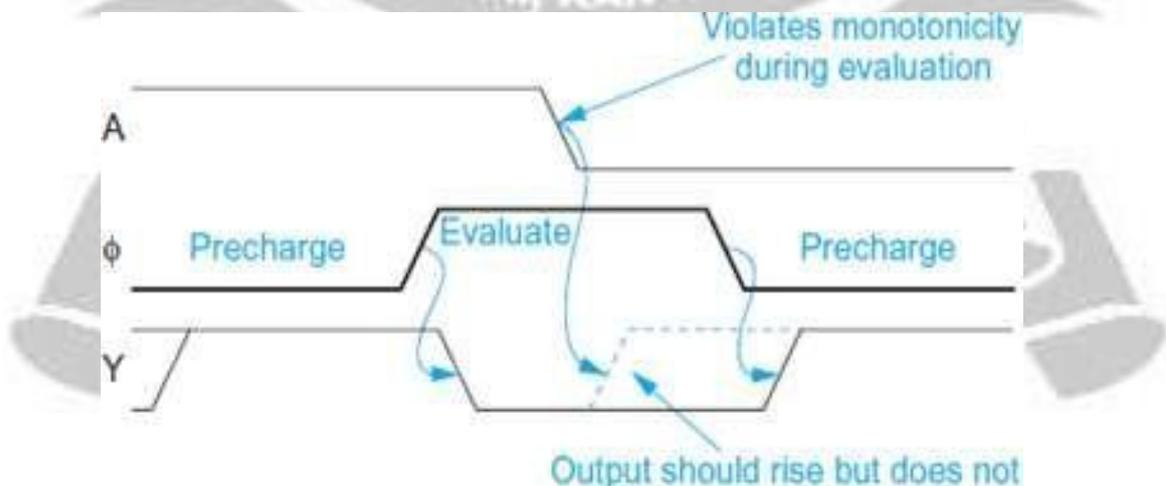 Violates monotonicity
during evaluation
A
φ
Precharge
Evaluate
Precharge
Y
Output should rise but does not